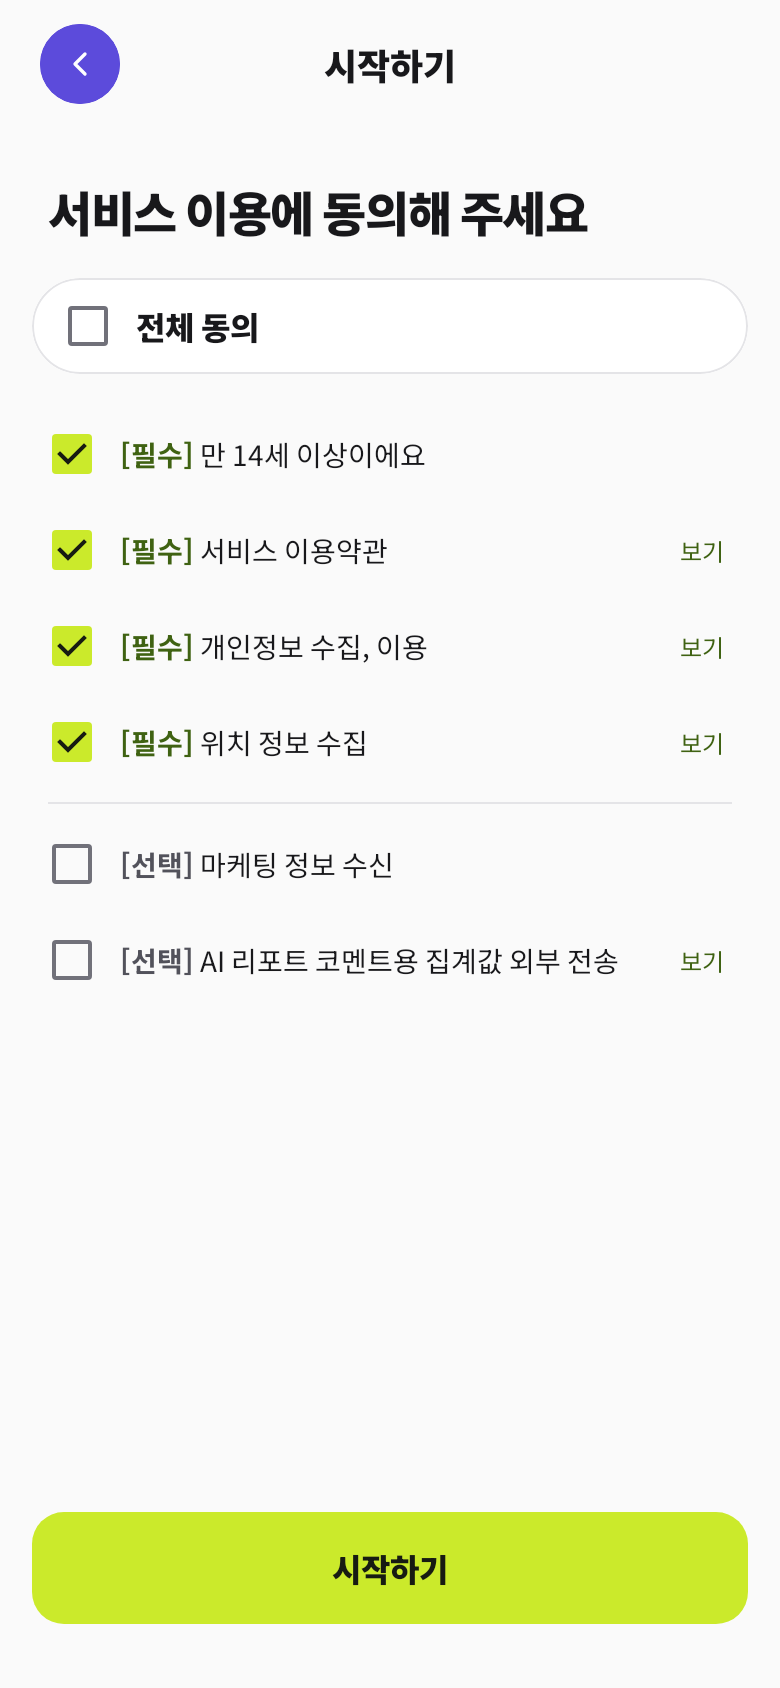 시작하기
서비스 이용에 동의해 주세요
전체 동의
[필수] 만 14세 이상이에요
[필수] 서비스 이용약관 보기
[필수] 개인정보 수집, 이용 보기
[필수] 위치 정보 수집 보기
[선택] 마케팅 정보 수신
[선택] AI 리포트 코멘트용 집계값 외부 전송 보기
시작하기